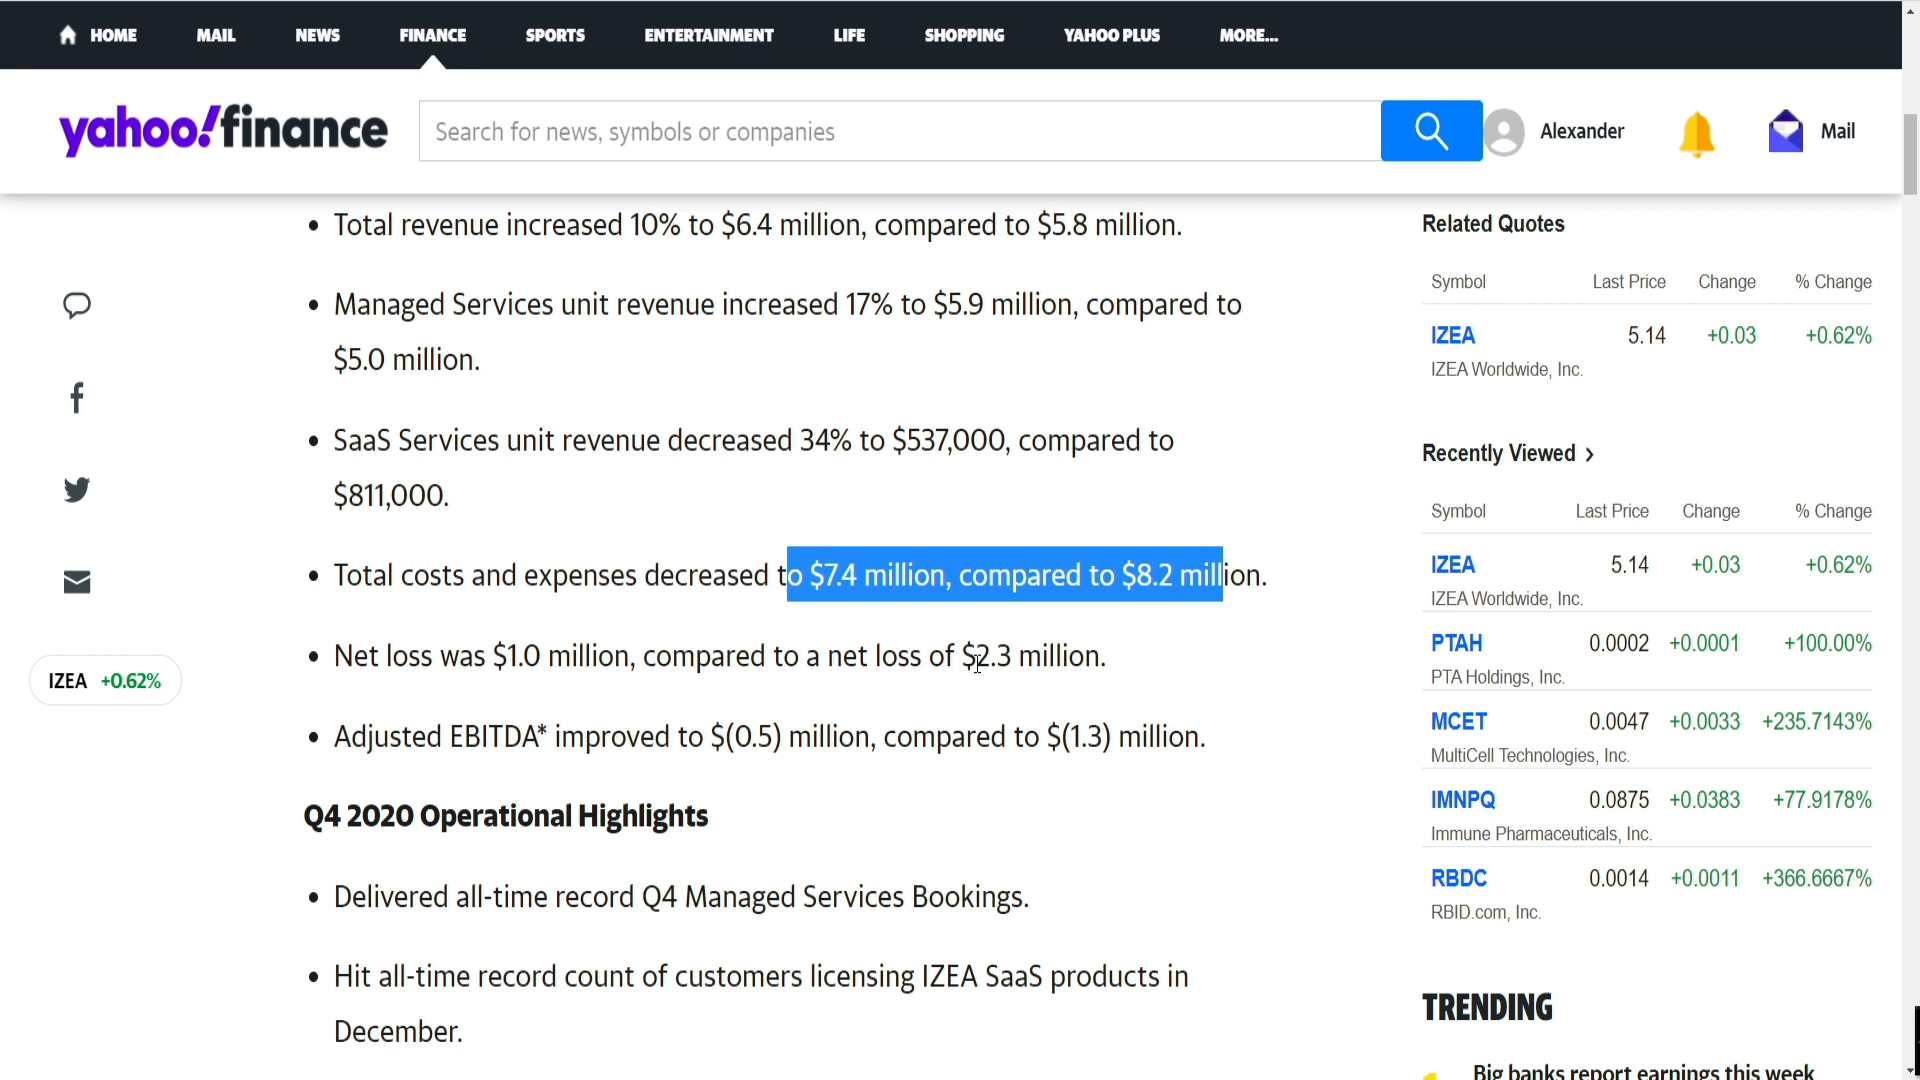 HOME MAIL NEWS FINANCE SPORTS ENTERTAINMENT LIFE SHOPPING YAHOO PLUS MORE...
yahoo!finance
Search for news, symbols or companies
Alexander
Mail
Total revenue increased 10% to $6.4 million, compared to $5.8 million.
Managed Services unit revenue increased 17% to $5.9 million, compared to
$5.0 million.
SaaS Services unit revenue decreased 34% to $537,000, compared to
$811,000.
Total costs and expenses decreased to $7.4 million, compared to $8.2 million.
Net loss was $1.0 million, compared to a net loss of $2.3 million.
Adjusted EBITDA* improved to $(0.5) million, compared to $(1.3) million.
Q4 2020 Operational Highlights
Delivered all-time record Q4 Managed Services Bookings.
Hit all-time record count of customers licensing IZEA SaaS products in
December.
IZEA +0.62%
Related Quotes
Symbol Last Price Change % Change
IZEA 5.14 +0.03 +0.62%
IZEA Worldwide, Inc.
Recently Viewed
Symbol Last Price Change % Change
IZEA 5.14 +0.03 +0.62%
IZEA Worldwide, Inc.
PTAH 0.0002 +0.0001 +100.00%
PTA Holdings, Inc.
MCET 0.0047 +0.0033 +235.7143%
MultiCell Technologies, Inc.
IMNPQ 0.0875 +0.0383 +77.9178%
Immune Pharmaceuticals, Inc.
RBDC 0.0014 +0.0011 +366.6667%
RBID.com, Inc.
TRENDING
Big banks report earnings this week